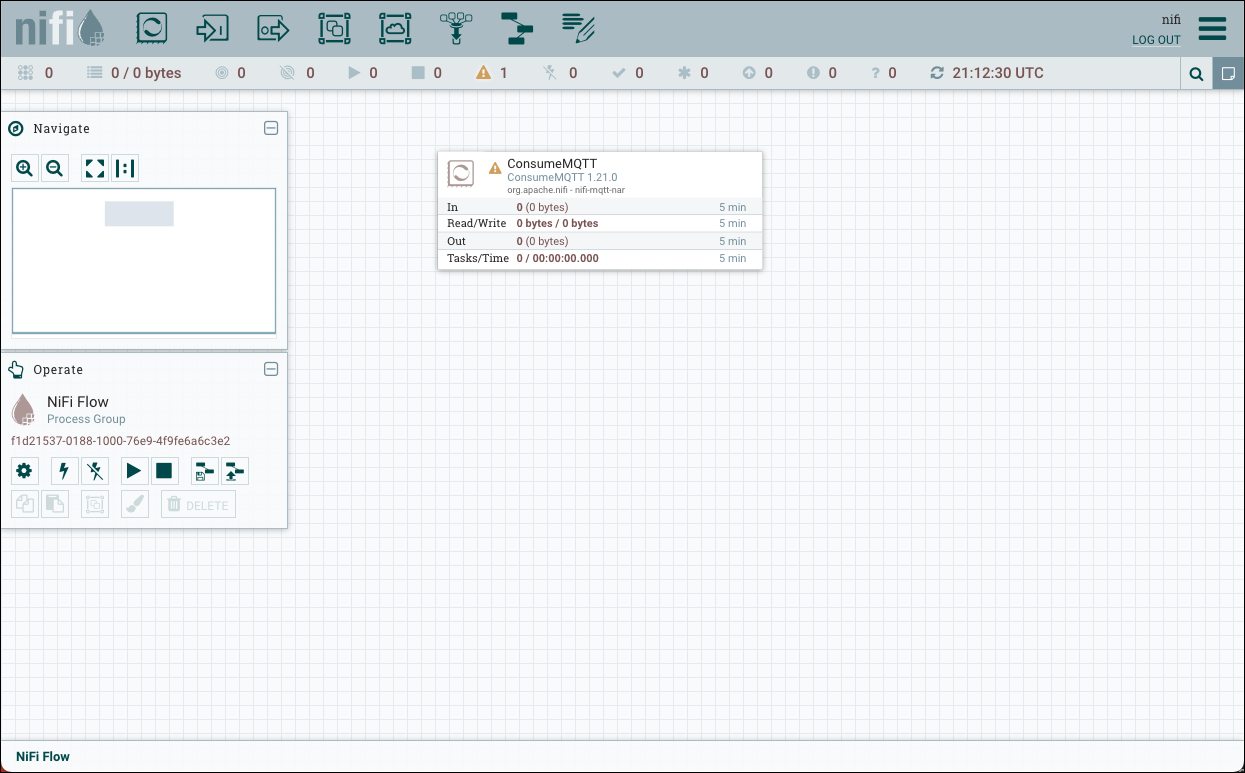 nifi
nifi
LOG OUT
0 0 / 0 bytes 0 0 0 0 1 0 0 0 0 0 ? 0 21:12:30 UTC
Navigate
ConsumeMQTT
ConsumeMQTT 1.21.0
org.apache.nifi - nifi-mqtt-nar
In 0 (0 bytes) 5 min
Read/Write 0 bytes / 0 bytes 5 min
Out 0 (0 bytes) 5 min
Tasks/Time 0 / 00:00:00.000 5 min
Operate
NiFi Flow
Process Group
f1d21537-0188-1000-76e9-4f9fe6a6c3e2
DELETE
NiFi Flow